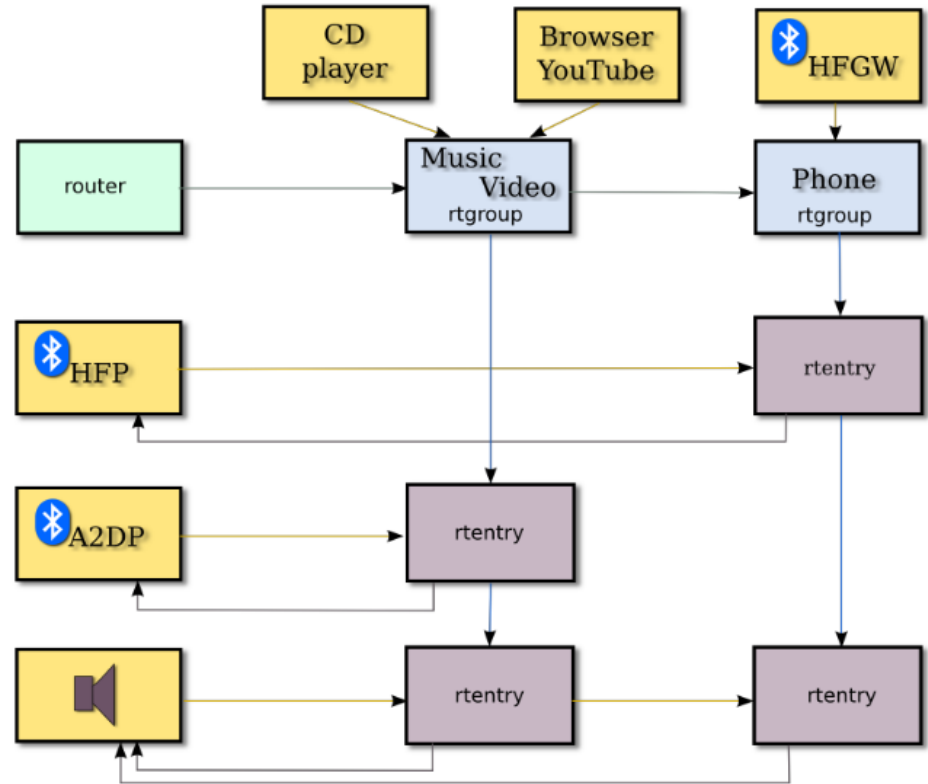 CD
player
Browser
YouTube
HFGW
router
Music
Video
rtgroup
Phone
rtgroup
HFP
rtentry
A2DP
rtentry
rtentry
rtentry